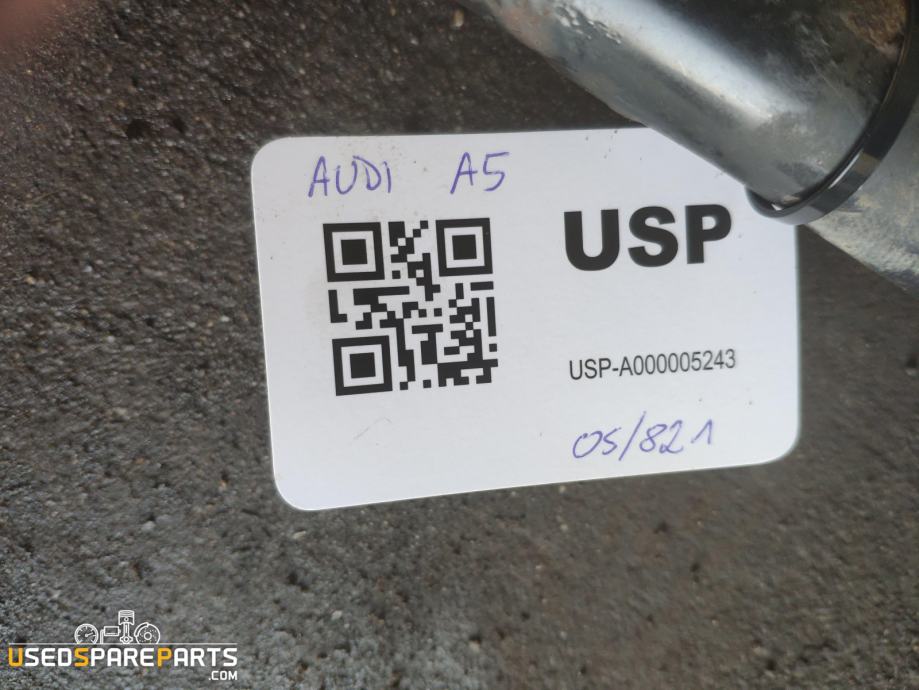 AUDI A5
USP
USP-A000005243
05/821
USEDSPAREPARTS
.COM